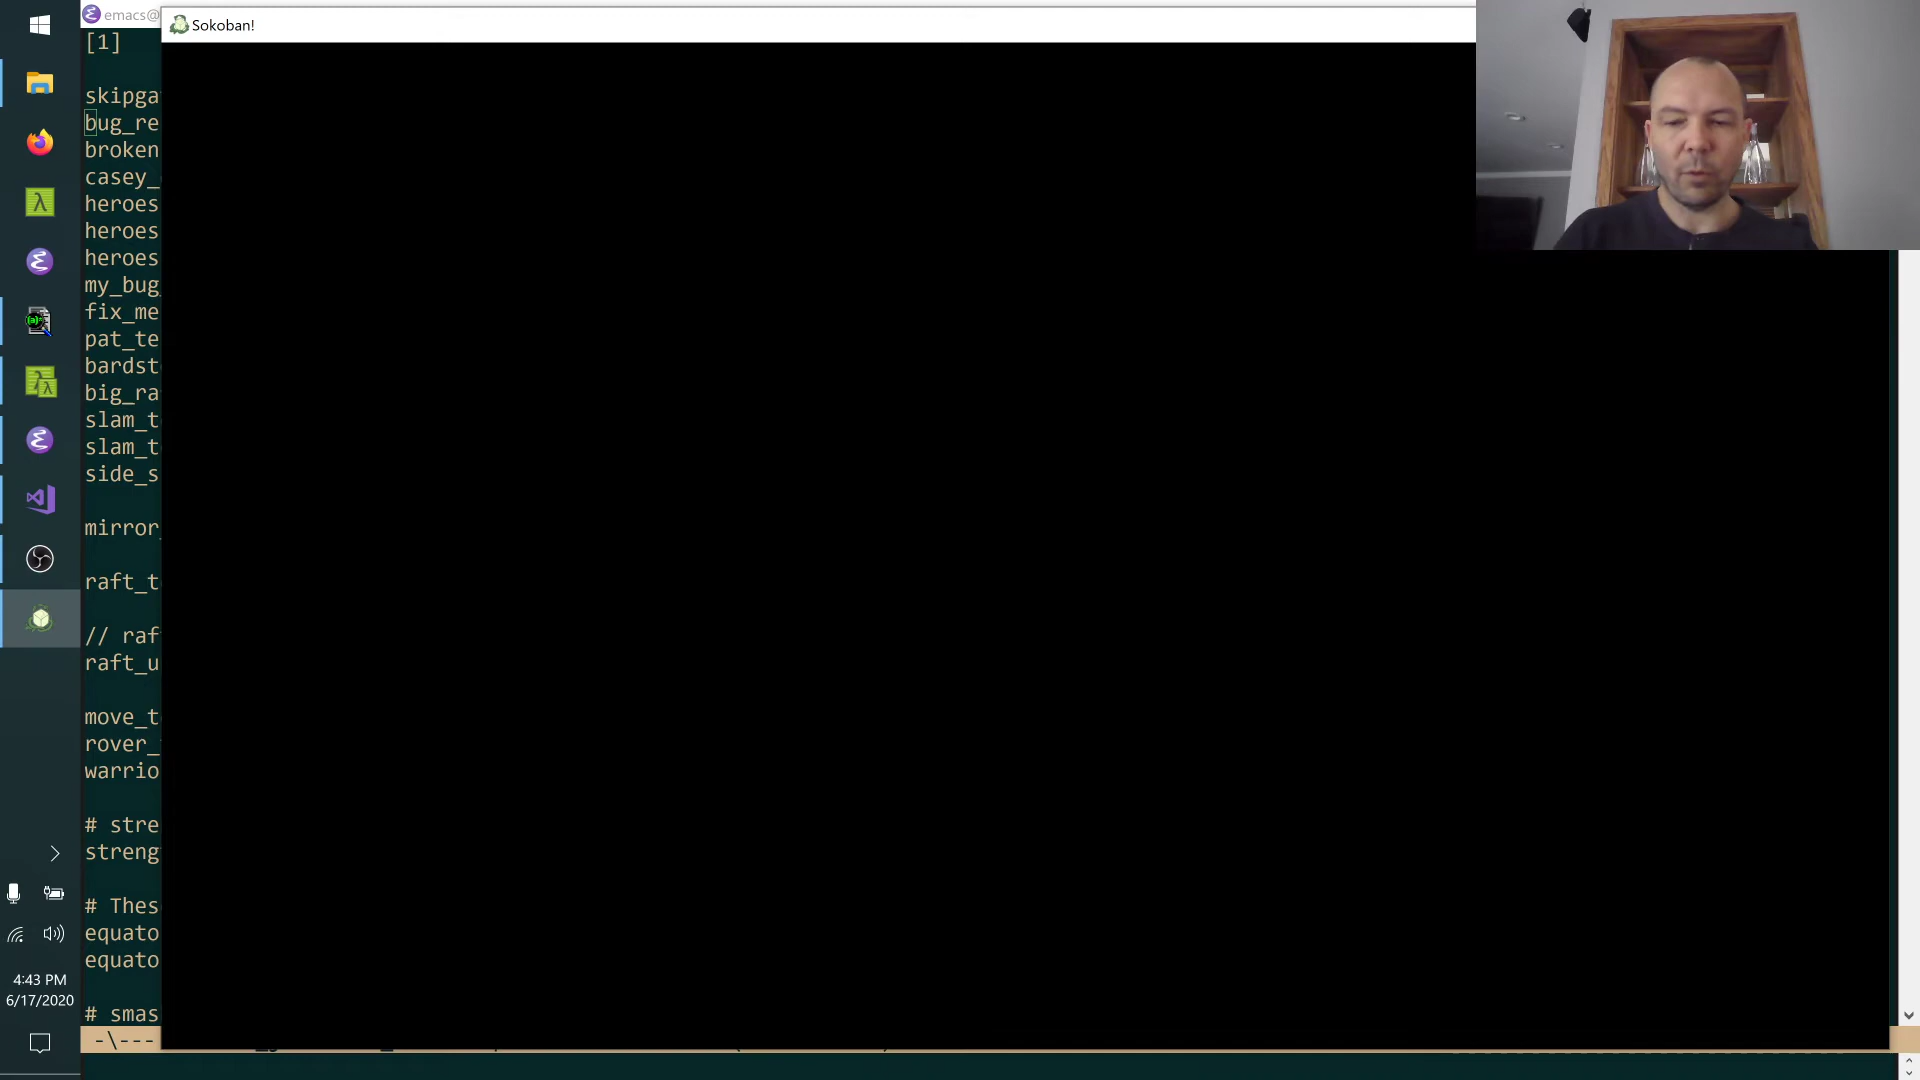 emacs@
Sokoban!
[1]
skipga
bug_re
broken
casey_
heroes
heroes
heroes
my_bug
fix_me
pat_te
bardst
big_ra
slam_t
slam_t
side_s
mirror_
raft_t
// raf
raft_u
move_t
rover_
warrio
# stre
streng
# Thes
equato
equato
# smas
-\---
4:43 PM
6/17/2020